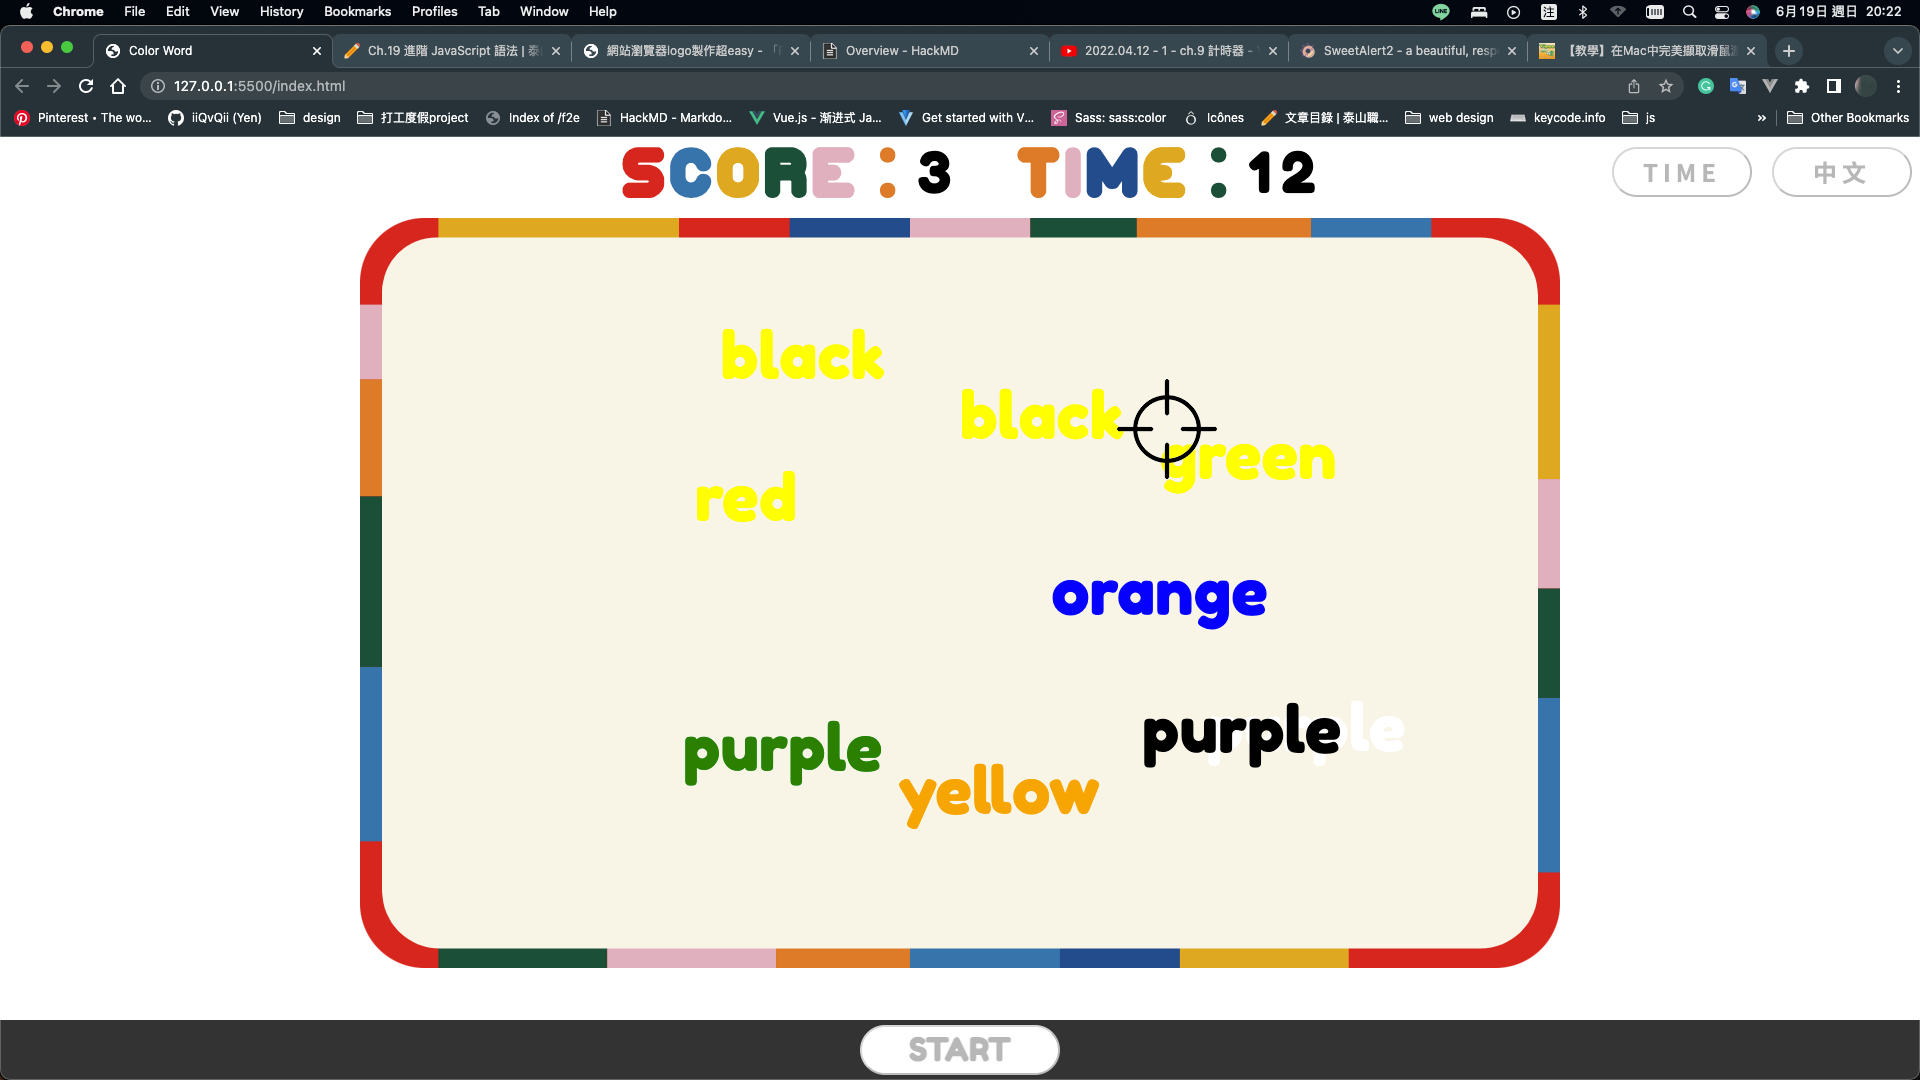 Chrome File Edit View History Bookmarks Profiles Tab Window Help 注 6月19日 週日 20:22
Color Word Ch.19 進階 JavaScript 語法 | 泰 網站瀏覽器logo製作超easy - Overview - HackMD 2022.04.12 - 1 - ch.9 計時器 - SweetAlert2 - a beautiful, resp 【教學】在Mac中完美擷取滑鼠
127.0.0.1:5500/index.html
Pinterest • The wo... iiQvQii (Yen) design 打工度假project Index of /f2e HackMD - Markdo... Vue.js - 渐进式 Ja... Get started with V... Sass: sass:color Icônes 文章目錄 | 泰山職... web design keycode.info js » Other Bookmarks
SCORE : 3 TIME : 12 TIME 中文
black
black
green
red
orange
purple
purple
yellow
START